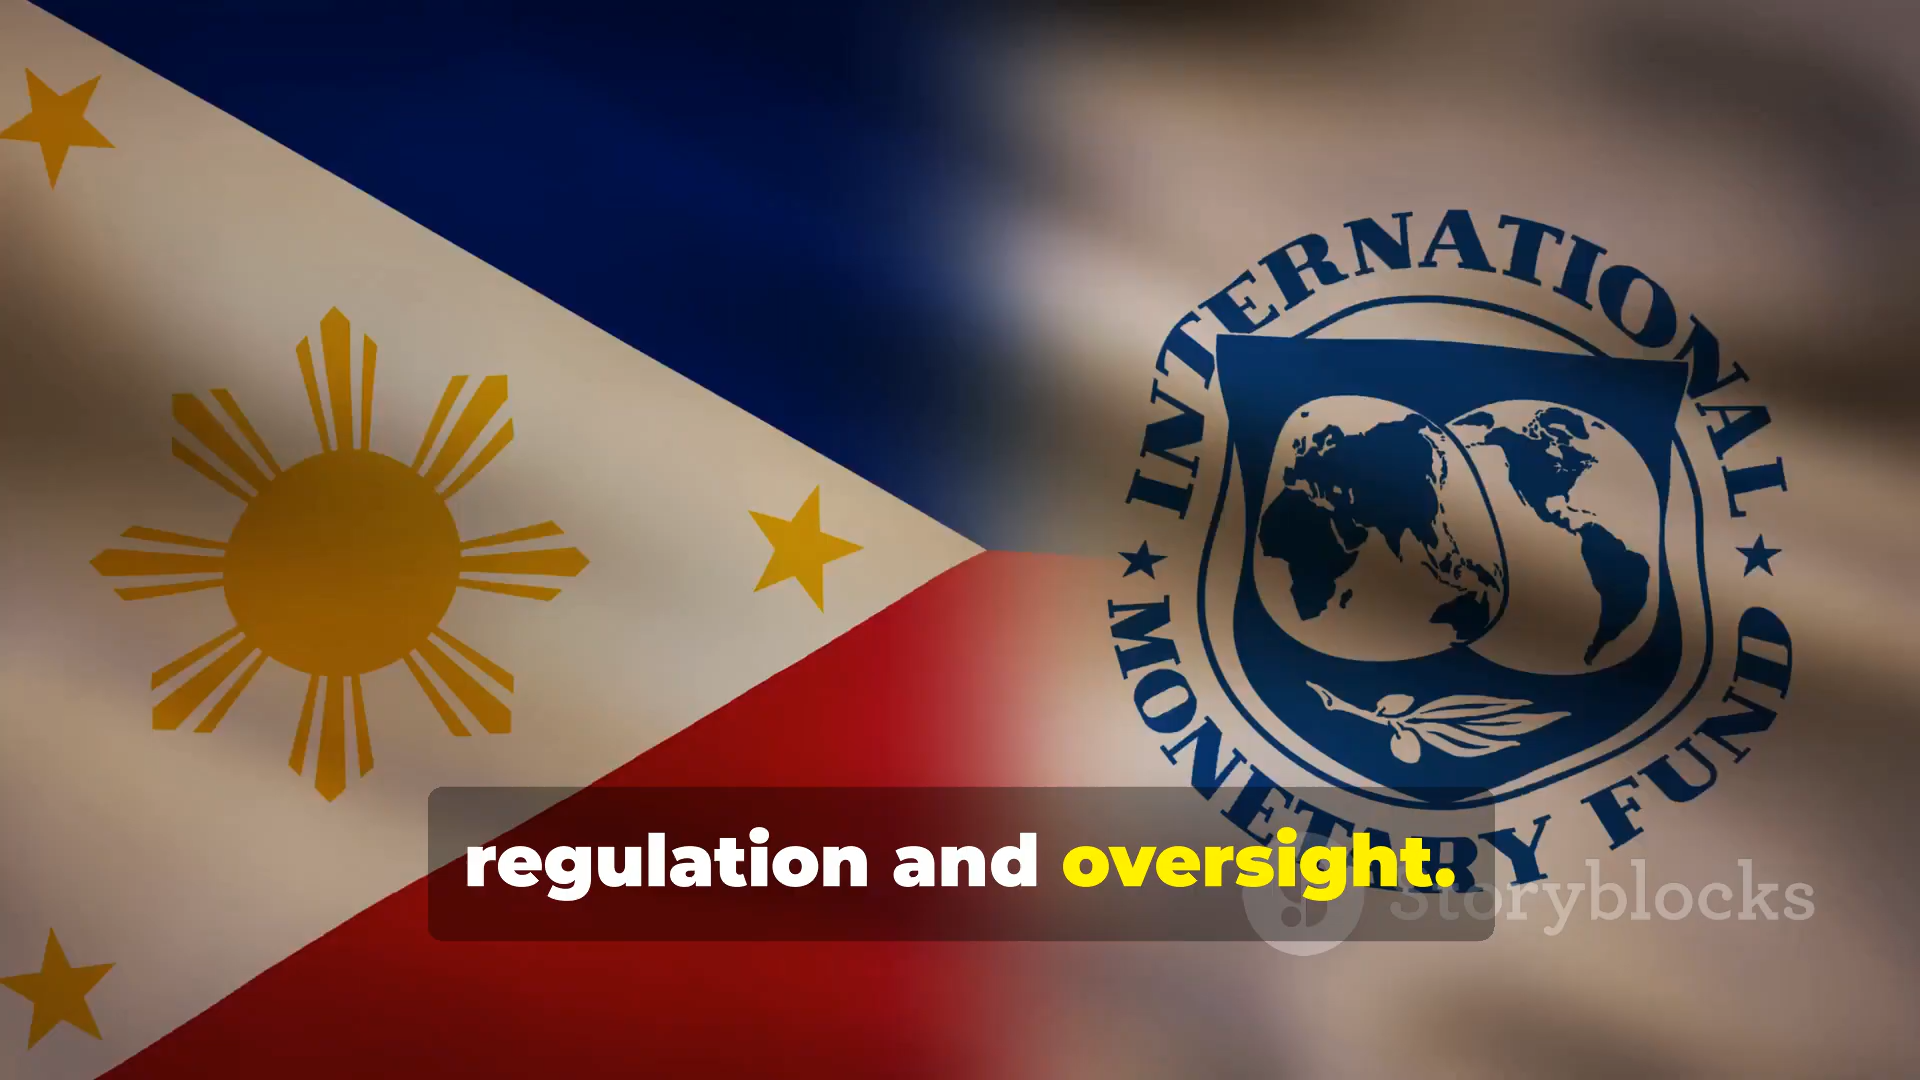 INTERNATIONAL
MONETARY FUND
regulation and oversight.
Storyblocks